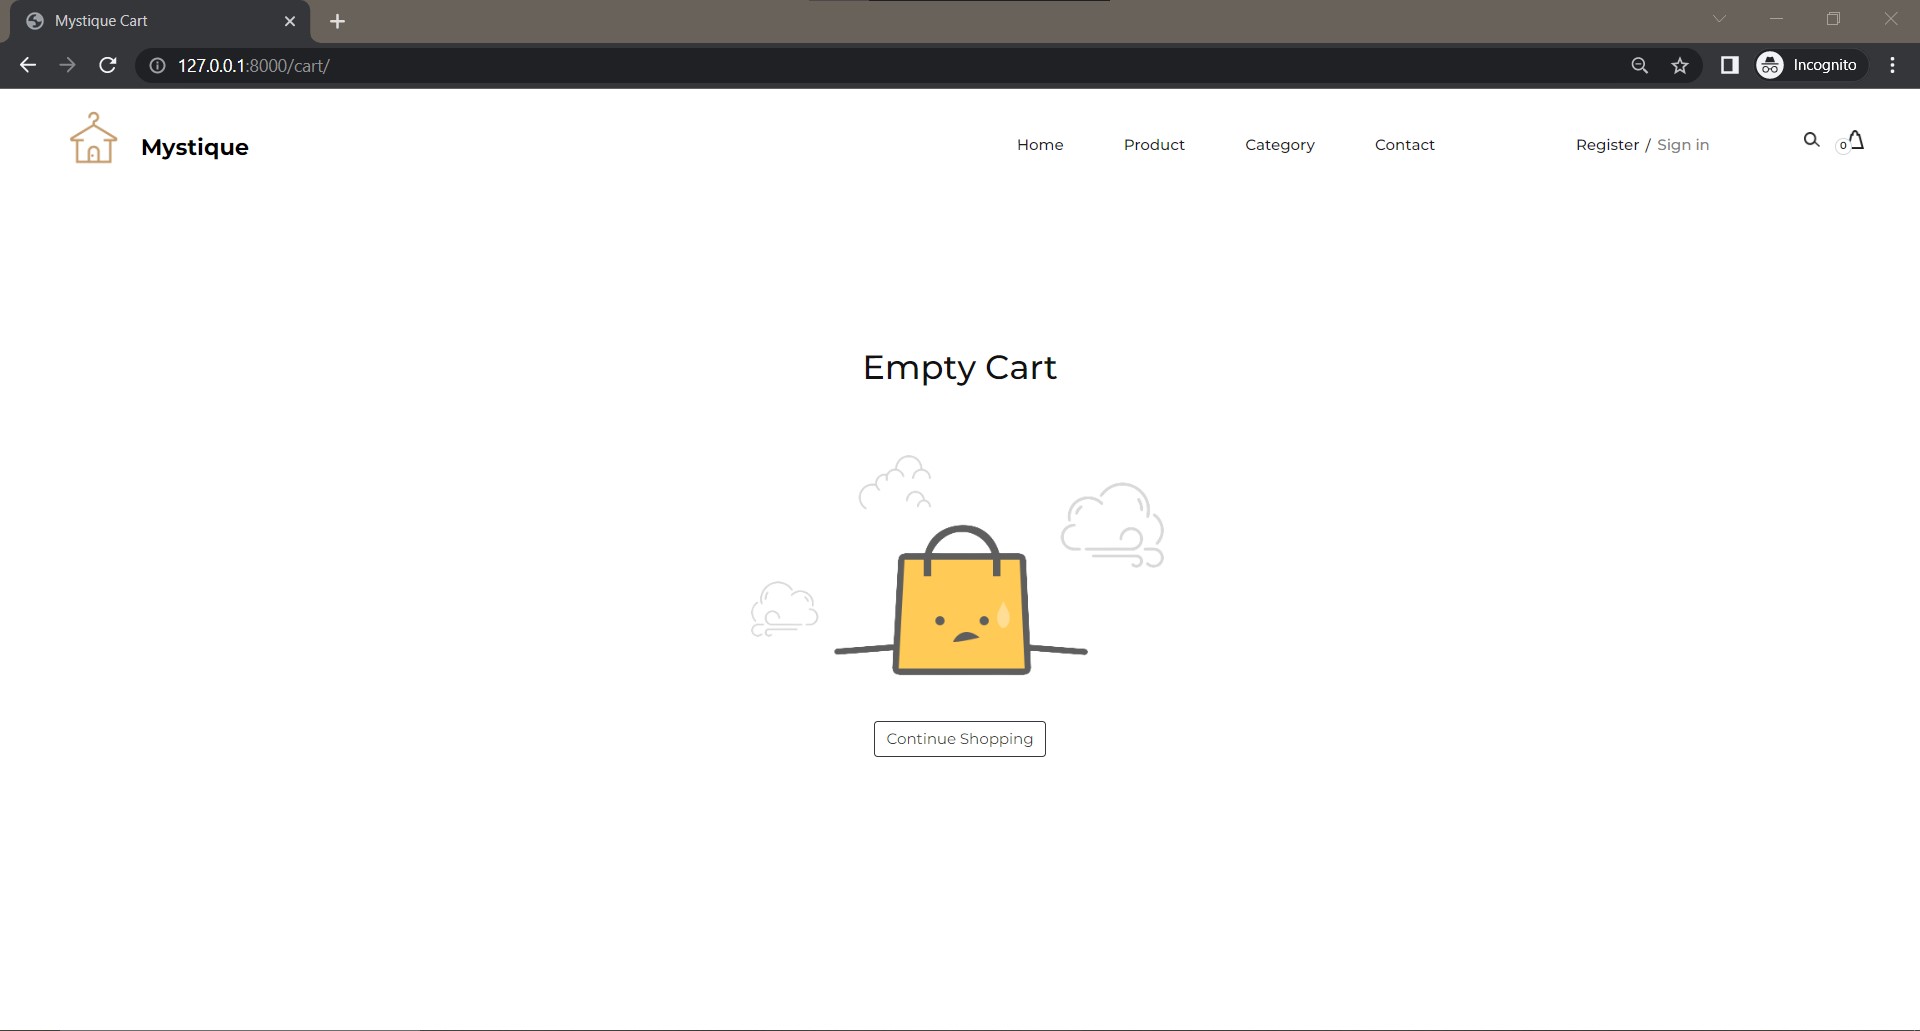 Mystique Cart
127.0.0.1:8000/cart/
Incognito
Mystique
Home
Product
Category
Contact
Register / Sign in
0
Empty Cart
Continue Shopping